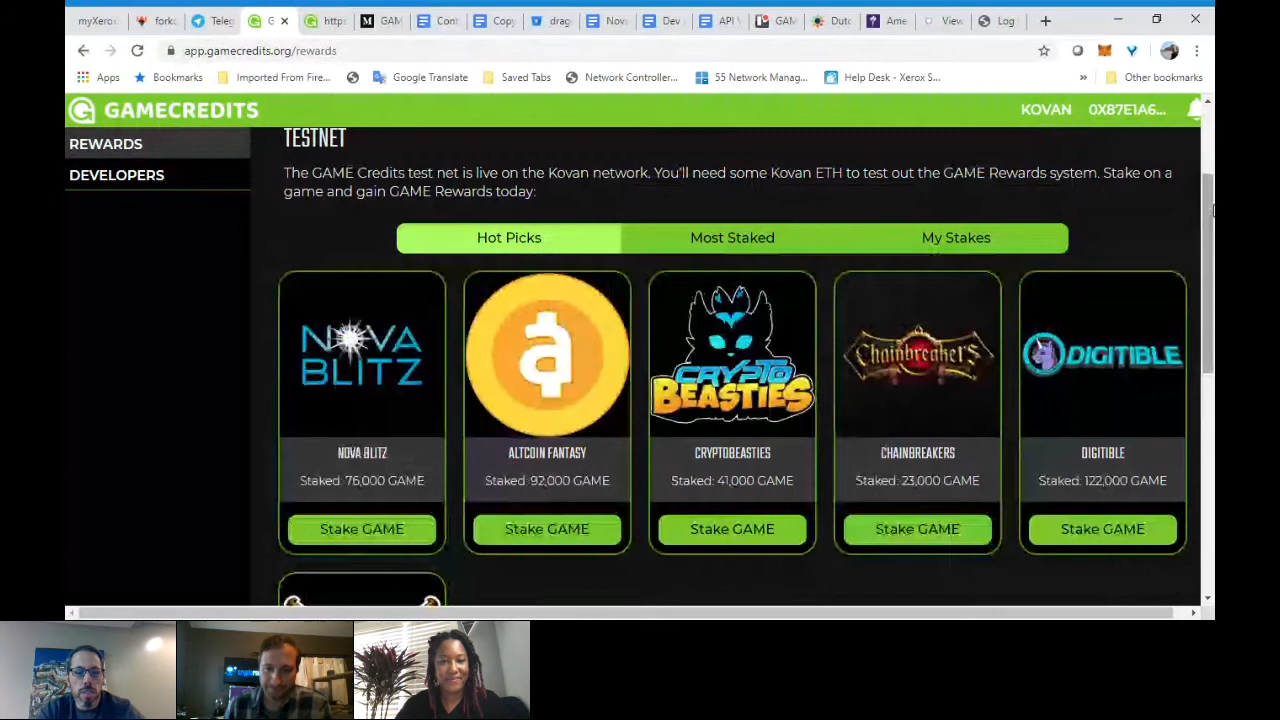 myXerox
fork
Teleg
G
http
GAM
Cont
Copy
drag
Nova
Dev
API
GAM
Duta
Ame
View
Log
app.gamecredits.org/rewards
Apps
Bookmarks
Imported From Fire...
Google Translate
Saved Tabs
Network Controller...
55 Network Manag...
Help Desk - Xerox S...
»
Other bookmarks
GAMECREDITS
KOVAN
0X87E1A6...
REWARDS
DEVELOPERS
TESTNET
The GAME Credits test net is live on the Kovan network. You'll need some Kovan ETH to test out the GAME Rewards system. Stake on a
game and gain GAME Rewards today:
Hot Picks
Most Staked
My Stakes
NOVA
BLITZ
a
CRYPTO
BEASTIES
Chainbreakers
DIGITIBLE
NOVA BLITZ
ALTCOIN FANTASY
CRYPTOBEASTIES
CHAINBREAKERS
DIGITIBLE
Staked: 76,000 GAME
Staked: 92,000 GAME
Staked: 41,000 GAME
Staked: 23,000 GAME
Staked: 122,000 GAME
Stake GAME
Stake GAME
Stake GAME
Stake GAME
Stake GAME